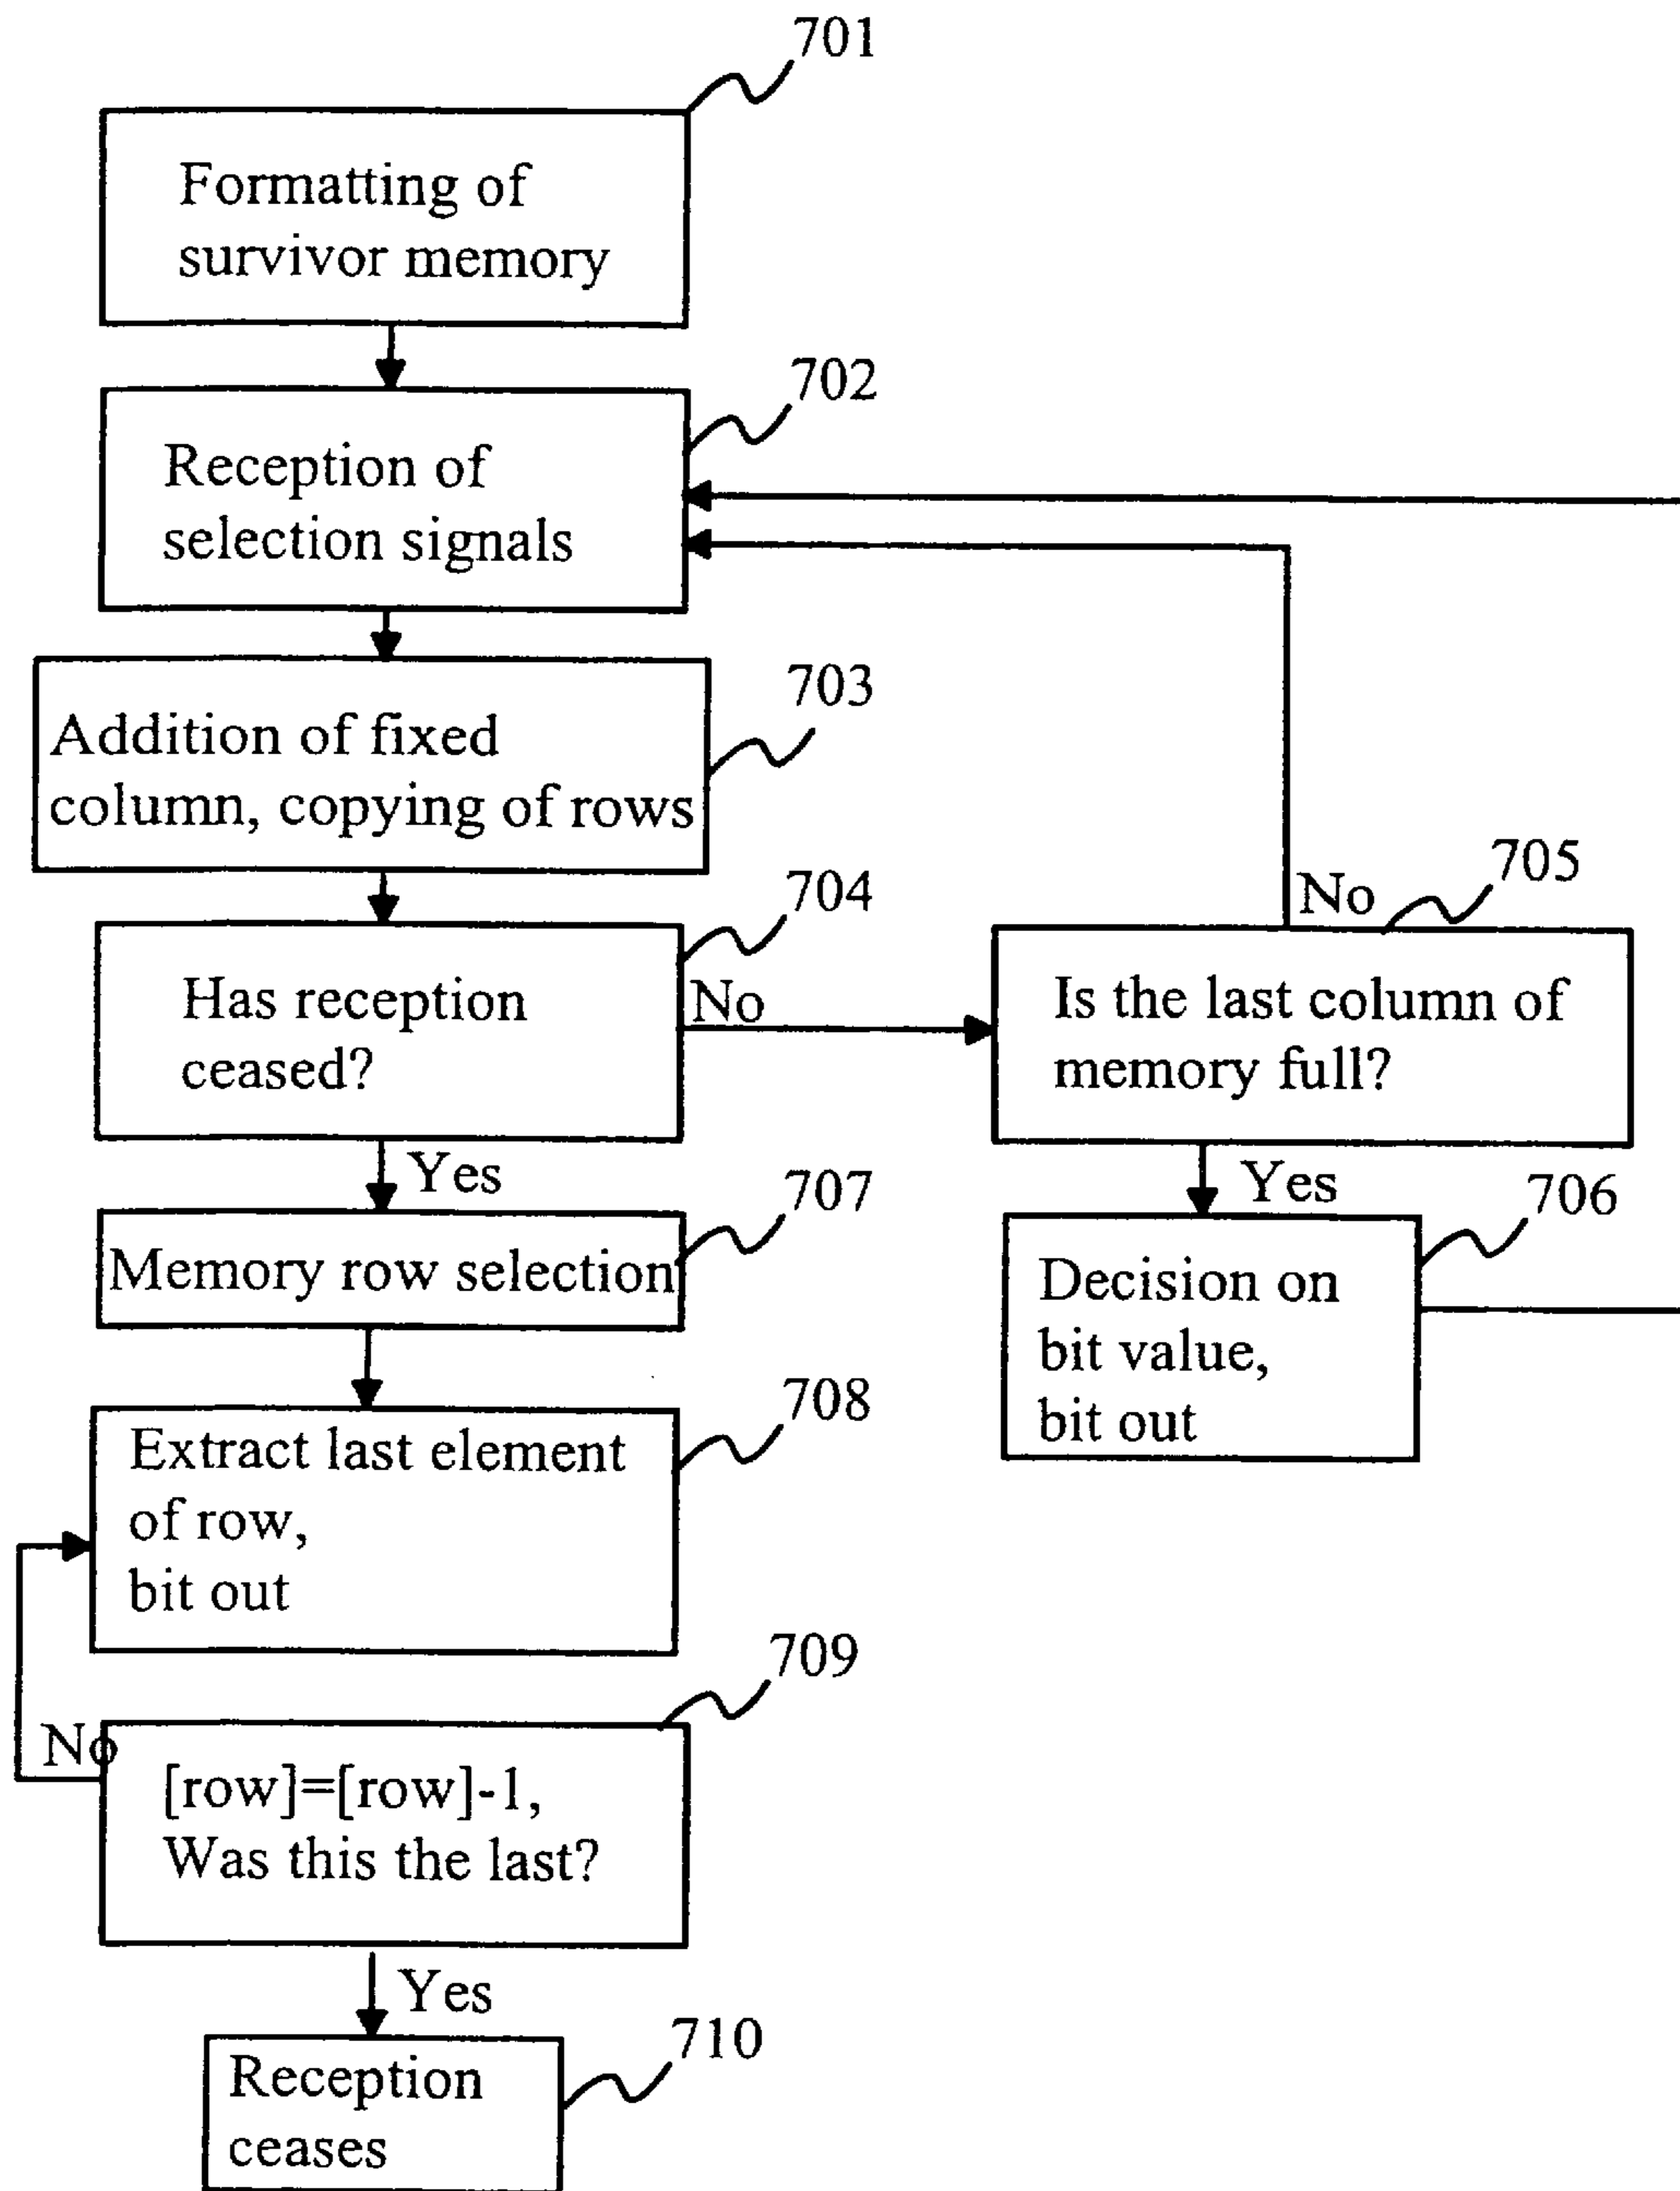 701
Formatting of
survivor memory
702
Reception of
selection signals
703
Addition of fixed
column, copying of rows
704
Has reception
ceased?
No
705
No
Is the last column of
memory full?
Yes
706
Decision on
bit value,
bit out
Yes
707
Memory row selection
708
Extract last element
of row,
bit out
709
No
[row]=[row]-1,
Was this the last?
Yes
710
Reception
ceases